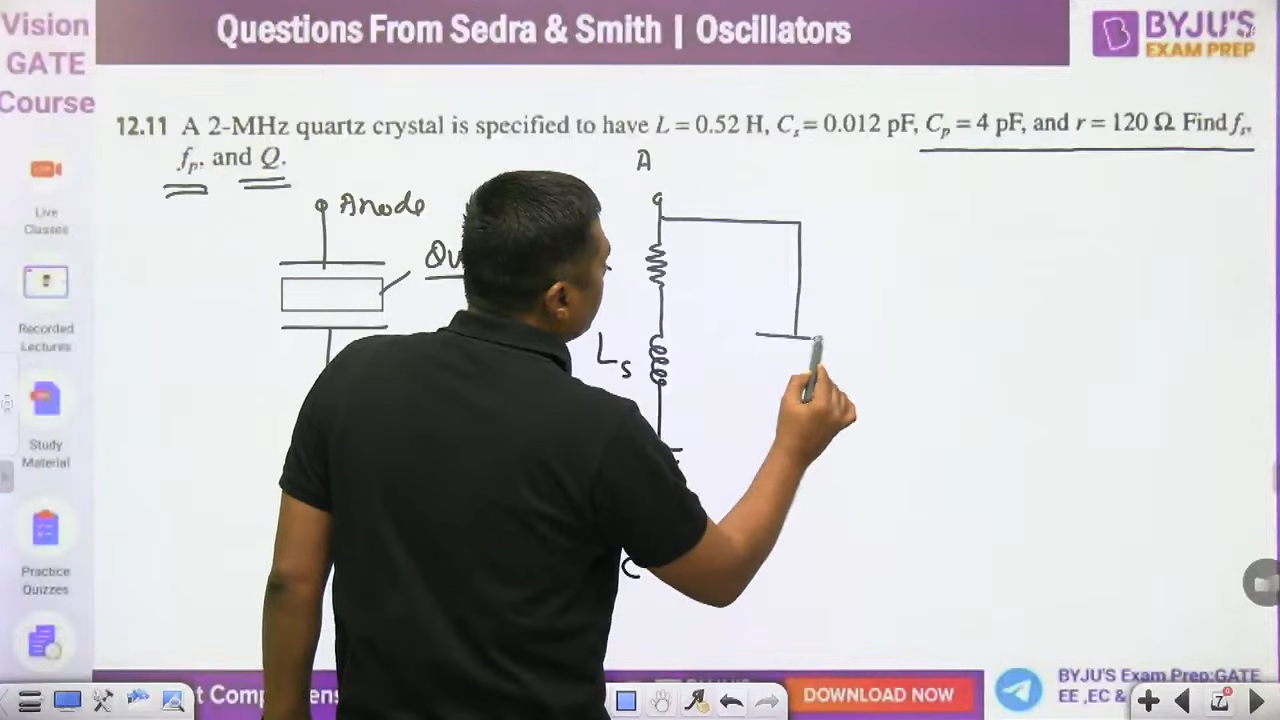 Vision
GATE
Course
Questions From Sedra & Smith | Oscillators
BYJU'S
EXAM PREP
12.11 A 2-MHz quartz crystal is specified to have L = 0.52 H, Cs = 0.012 pF, Cp = 4 pF, and r = 120 Ω. Find fs,
fp, and Q.
A
Anode
Ls
C
Live
Classes
Recorded
Lectures
Study
Material
Practice
Quizzes
DOWNLOAD NOW
BYJU'S Exam Prep:GATE
EE ,EC &